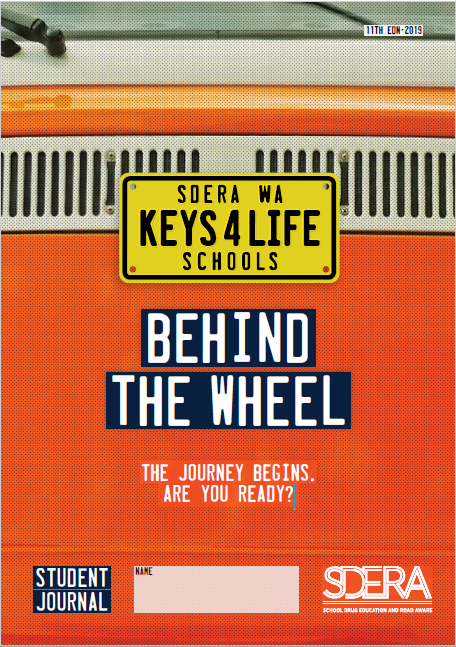 11TH EDN-2019
SDERA WA
KEYS4LIFE
SCHOOLS
BEHIND
THE WHEEL
THE JOURNEY BEGINS.
ARE YOU READY?
STUDENT
JOURNAL
NAME
SDERA
SCHOOL DRUG EDUCATION AND ROAD AWARE